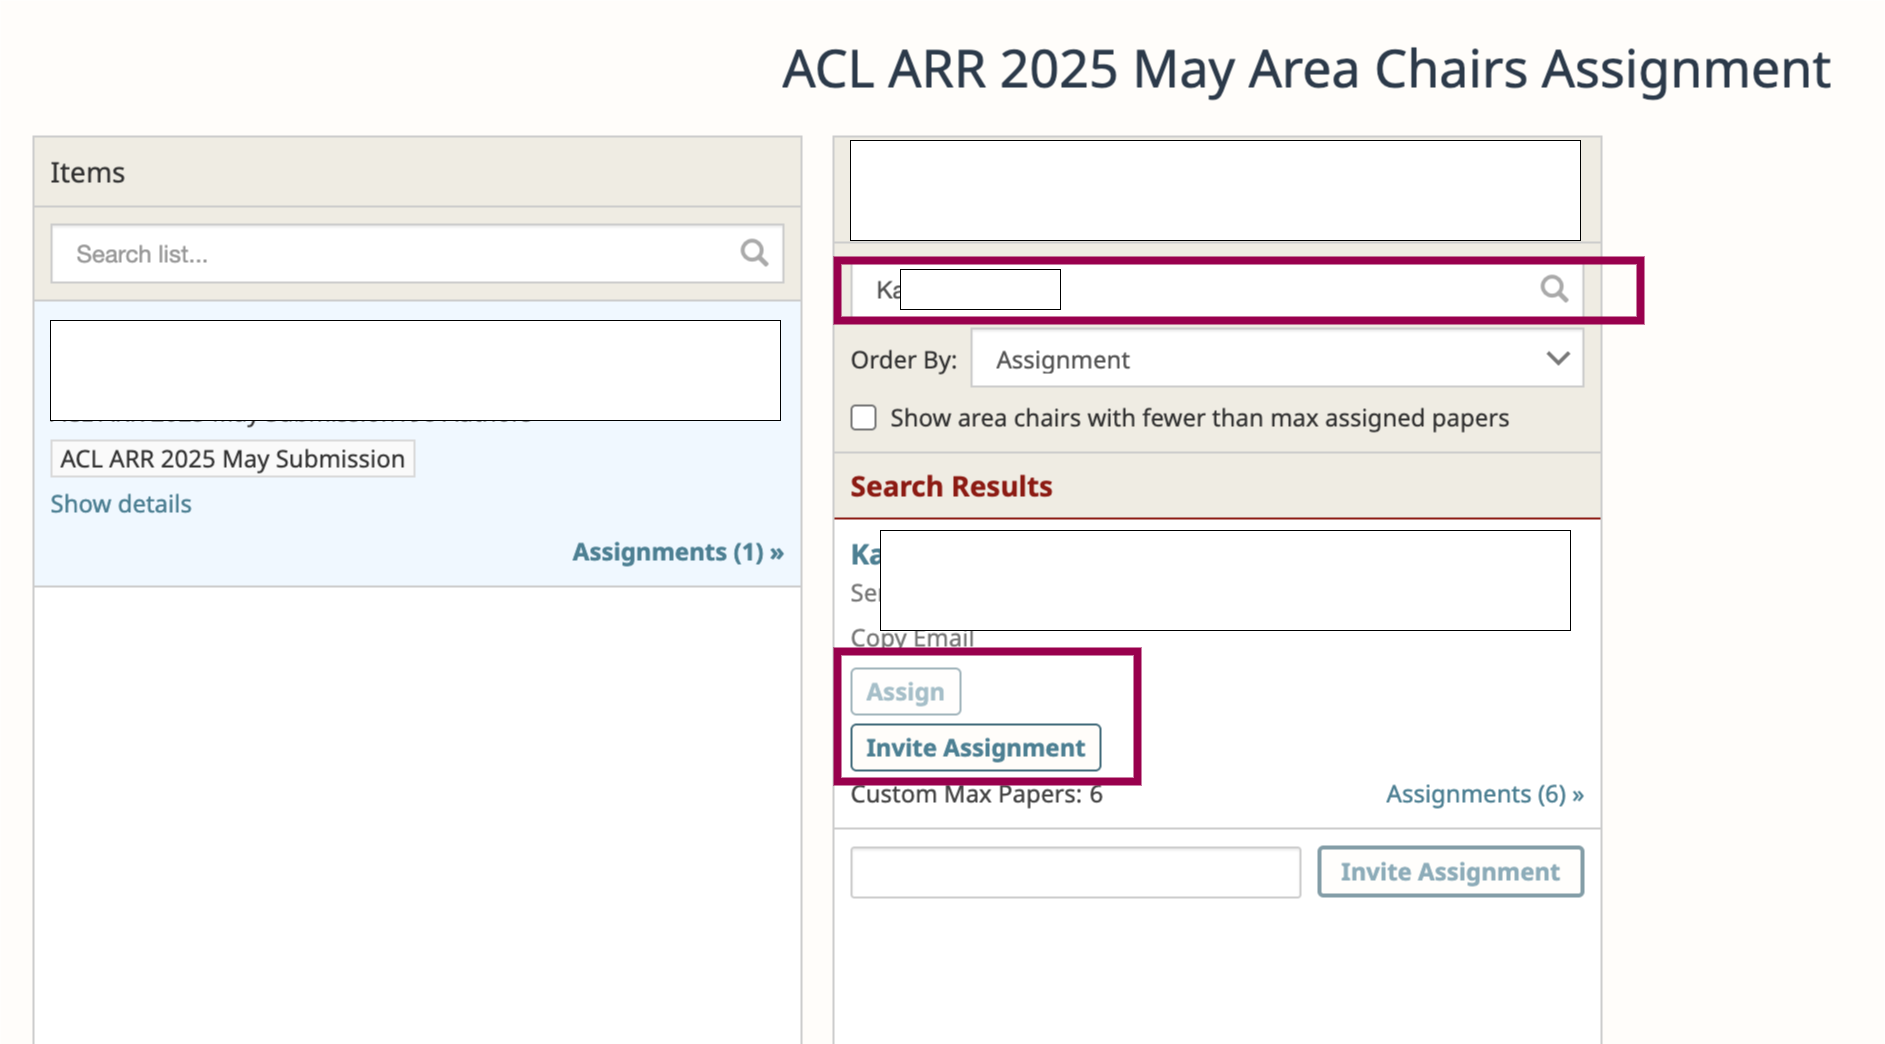 ACL ARR 2025 May Area Chairs Assignment
Items
Search list...
ACL ARR 2025 May Submission
Show details
Assignments (1) »
Ka
Order By: Assignment
Show area chairs with fewer than max assigned papers
Search Results
Ka
Copy Email
Assign
Invite Assignment
Custom Max Papers: 6 Assignments (6) »
Invite Assignment